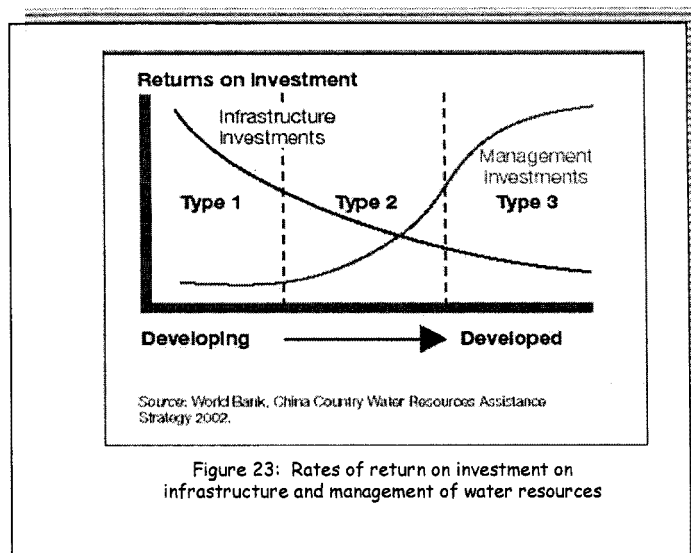 Returns on Investment
Infrastructure
Investments
Management
Investments
Type 1
Type 2
Type 3
Developing
Developed
Source: World Bank, China Country Water Resources Assistance
Strategy 2002.
Figure 23: Rates of return on investment on
infrastructure and management of water resources